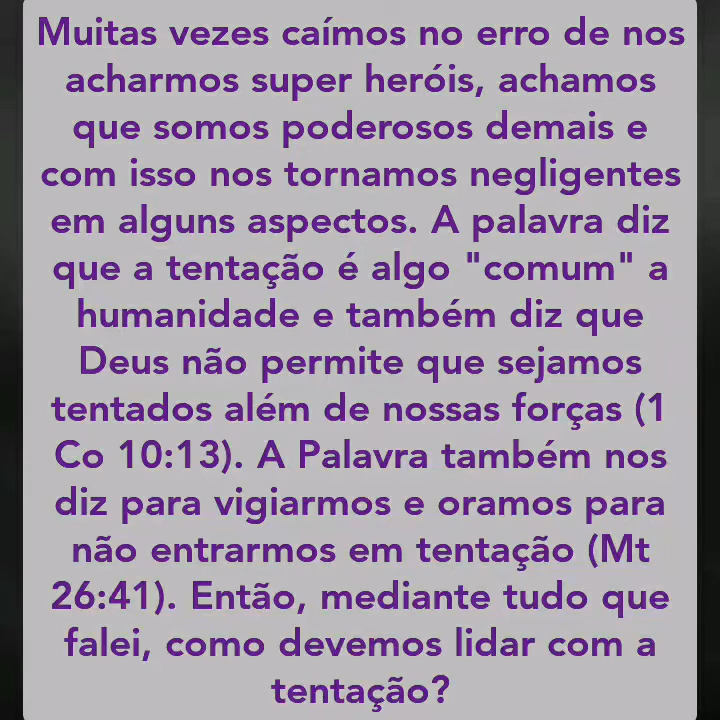 Muitas vezes caímos no erro de nos
acharmos super heróis, achamos
que somos poderosos demais e
com isso nos tornamos negligentes
em alguns aspectos. A palavra diz
que a tentação é algo "comum" a
humanidade e também diz que
Deus não permite que sejamos
tentados além de nossas forças (1
Co 10:13). A Palavra também nos
diz para vigiarmos e oramos para
não entrarmos em tentação (Mt
26:41). Então, mediante tudo que
falei, como devemos lidar com a
tentação?